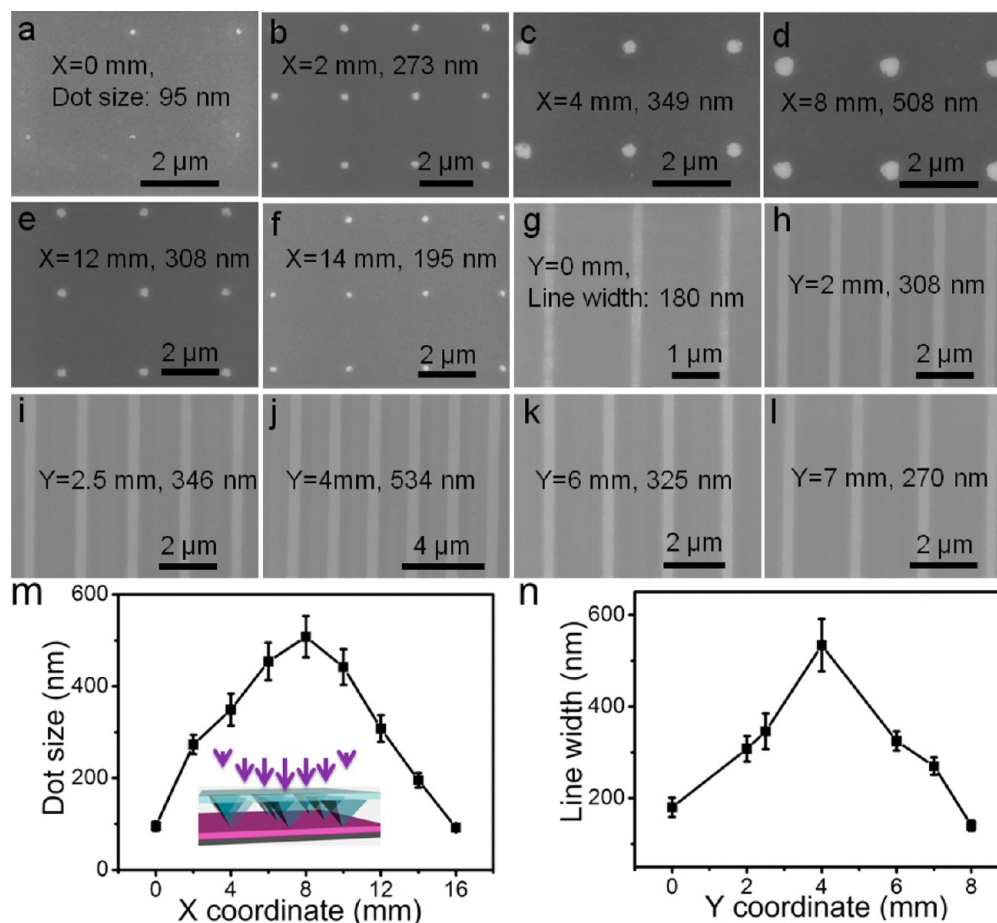 a
X=0 mm,
Dot size: 95 nm
2 μm
b
X=2 mm, 273 nm
2 μm
c
X=4 mm, 349 nm
2 μm
d
X=8 mm, 508 nm
2 μm
e
X=12 mm, 308 nm
2 μm
f
X=14 mm, 195 nm
2 μm
g
Y=0 mm,
Line width: 180 nm
1 μm
h
Y=2 mm, 308 nm
2 μm
i
Y=2.5 mm, 346 nm
2 μm
j
Y=4mm, 534 nm
4 μm
k
Y=6 mm, 325 nm
2 μm
l
Y=7 mm, 270 nm
2 μm
m
600
400
200
0
Dot size (nm)
0 4 8 12 16
X coordinate (mm)
n
600
400
200
Line width (nm)
0 2 4 6 8
Y coordinate (mm)